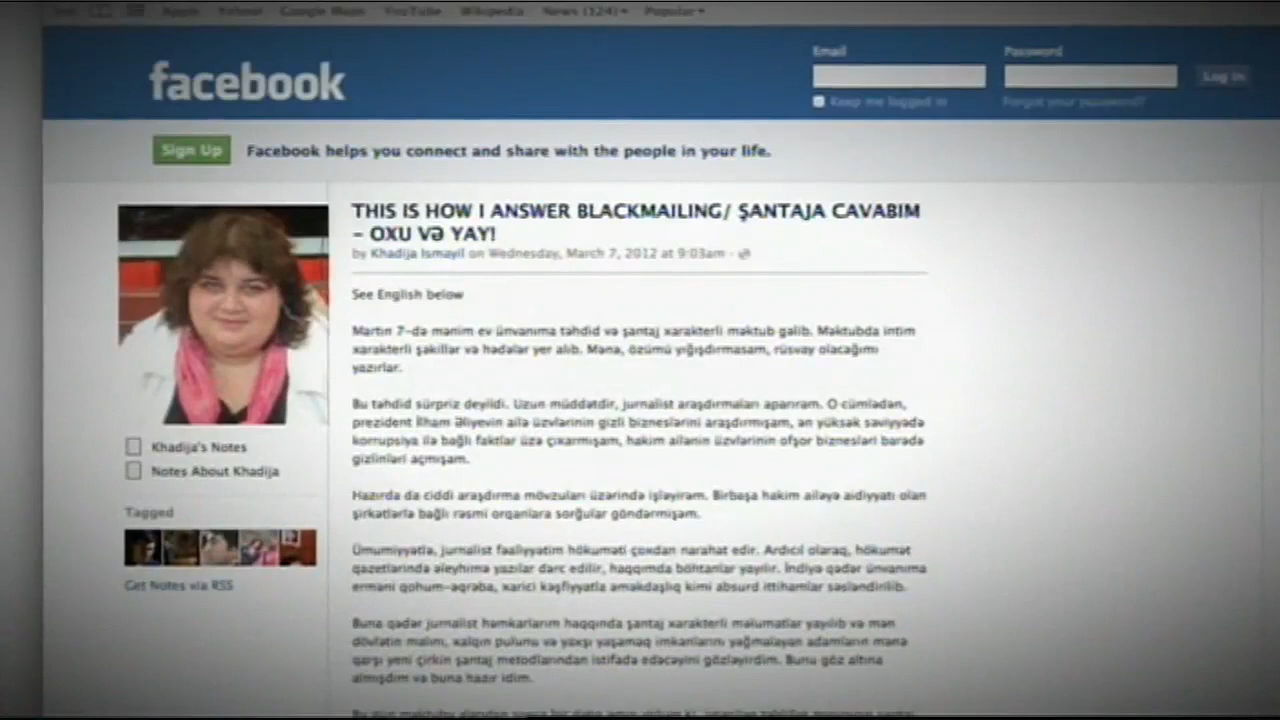 Apple Yahoo! Google Maps YouTube Wikipedia News (124) Popular
facebook
Email
Password
Log In
Keep me logged in
Forgot your password?
Sign Up
Facebook helps you connect and share with the people in your life.
THIS IS HOW I ANSWER BLACKMAILING/ ŞANTAJA CAVABIM
– OXU VƏ YAY!
by Khadija Ismayil on Wednesday, March 7, 2012 at 9:03am ·
See English below
Martın 7-də mənim ev ünvanıma təhdid və şantaj xarakterli məktub gəlib. Məktubda intim
xarakterli şəkillər və hədələr yer alıb. Mənə, özümü yığışdırmasam, rüsvay olacağımı
yazırlar.
Bu təhdid sürpriz deyildi. Uzun müddətdir, jurnalist araşdırmaları aparıram. O cümlədən,
prezident İlham Əliyevin ailə üzvlərinin gizli bizneslərini araşdırmışam, ən yüksək səviyyədə
korrupsiya ilə bağlı faktlar üzə çıxarmışam, hakim ailənin üzvlərinin ofşor biznesləri barədə
gizlinləri açmışam.
Hazırda da ciddi araşdırma mövzuları üzərində işləyirəm. Birbaşa hakim ailəyə aidiyyatı olan
şirkətlərlə bağlı rəsmi orqanlara sorğular göndərmişəm.
Ümumiyyətlə, jurnalist fəaliyyətim hökuməti çoxdan narahat edir. Ardıcıl olaraq, hökumət
qəzetlərində əleyhimə yazılar dərc edilir, haqqımda böhtanlar yayılır. İndiyə qədər ünvanıma
erməni qohum-əqrəba, xarici kəşfiyyatla əməkdaşlıq kimi absurd ittihamlar səsləndirilib.
Buna qədər jurnalist həmkarlarım haqqında şantaj xarakterli məlumatlar yayılıb və mən
dövlətin malını, xalqın pulunu və yaxşı yaşamaq imkanlarını yağmalayan adamların mənə
qarşı yeni çirkin şantaj metodlarından istifadə edəcəyini gözləyirdim. Bunu göz altına
almışdım və buna hazır idim.
Khadija's Notes
Notes About Khadija
Tagged
Get Notes via RSS